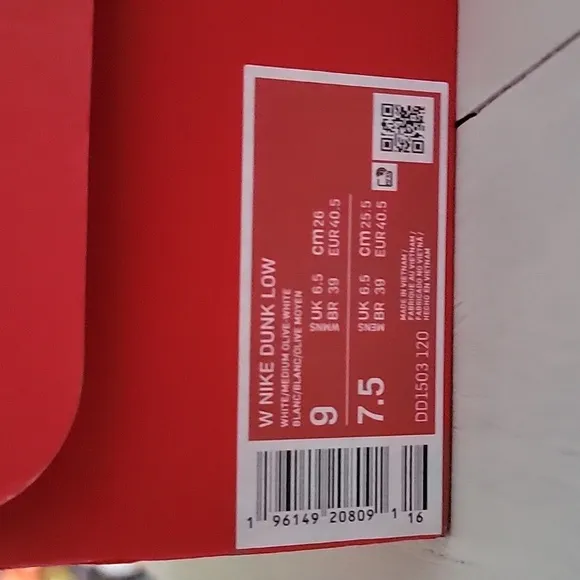 W NIKE DUNK LOW
WHITE/MEDIUM OLIVE-WHITE
BLANC/BLANC/OLIVE MOYEN
9
WMNS
UK 6.5 cm 26
BR 39 EUR 40.5
7.5
MENS
UK 6.5 cm 25.5
BR 39 EUR 40.5
MADE IN VIETNAM /
FABRIQUE AU VIETNAM /
FABRICADO NO VIETNÃ /
HECHO EN VIETNAM
DD1503 120
1 96149 20809 1 16